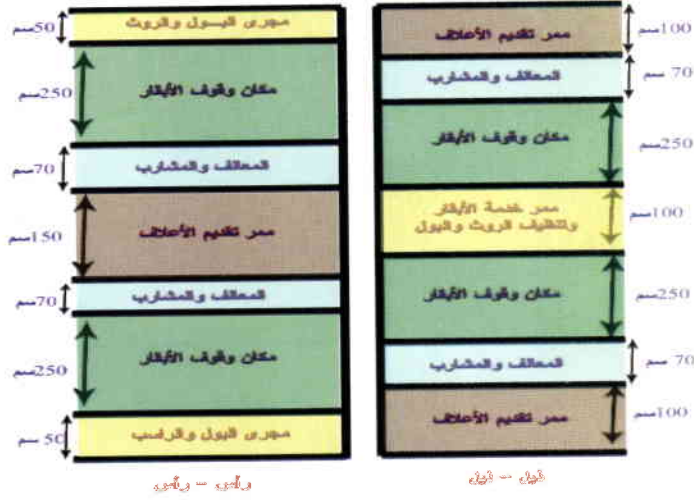 50سم
مجرى البول والروث
250سم
مكان وقوف الأبقار
70سم
المعالف والمشارب
150سم
ممر تقديم الأعلاف
70سم
المعالف والمشارب
250سم
مكان وقوف الأبقار
50 سم
مجرى البول والراسب
رأس - رأس
100سم
ممر تقديم الأعلاف
70 سم
المعالف والمشارب
250سم
مكان وقوف الأبقار
100سم
ممر خدمة الأبقار
وتنظيف الروث والبول
250سم
مكان وقوف الأبقار
70 سم
المعالف والمشارب
100سم
ممر تقديم الأعلاف
ذيل - ذيل